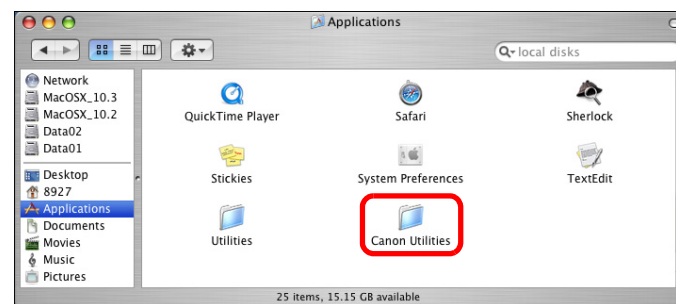 Applications
local disks
Network
MacOSX_10.3
MacOSX_10.2
Data02
Data01
Desktop
8927
Applications
Documents
Movies
Music
Pictures
QuickTime Player
Safari
Sherlock
Stickies
System Preferences
TextEdit
Utilities
Canon Utilities
25 items, 15.15 GB available